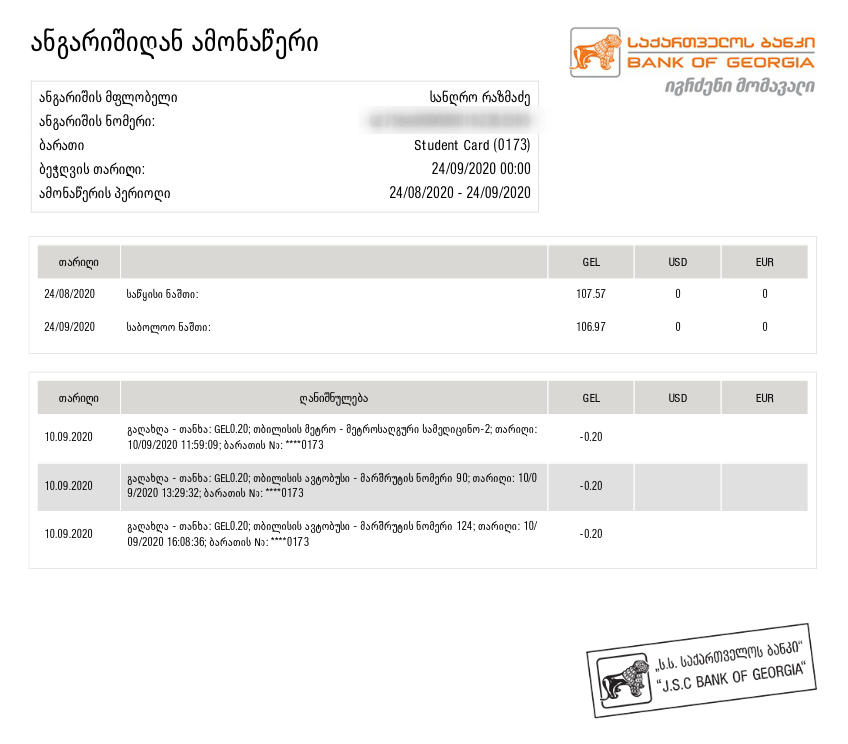 ანგარიშიდან ამონაწერი
საქართველოს ბანკი
BANK OF GEORGIA
იგრძენი მომავალი
ანგარიშის მფლობელი სანდრო რაზმაძე
ანგარიშის ნომერი:
ბარათი Student Card (0173)
ბეჭდვის თარიღი: 24/09/2020 00:00
ამონაწერის პერიოდი 24/08/2020 - 24/09/2020
თარიღი GEL USD EUR
24/08/2020 საწყისი ნაშთი: 107.57 0 0
24/09/2020 საბოლოო ნაშთი: 106.97 0 0
თარიღი დანიშნულება GEL USD EUR
10.09.2020 გადახდა - თანხა: GEL0.20; თბილისის მეტრო - მეტროსადგური სამედიცინო-2; თარიღი: -0.20
10/09/2020 11:59:09; ბარათის No: ****0173
10.09.2020 გადახდა - თანხა: GEL0.20; თბილისის ავტობუსი - მარშრუტის ნომერი 90; თარიღი: 10/0 -0.20
9/2020 13:29:32; ბარათის No: ****0173
10.09.2020 გადახდა - თანხა: GEL0.20; თბილისის ავტობუსი - მარშრუტის ნომერი 124; თარიღი: 10/ -0.20
09/2020 16:08:36; ბარათის No: ****0173
„ს.ს. საქართველოს ბანკი“
“J.S.C BANK OF GEORGIA”